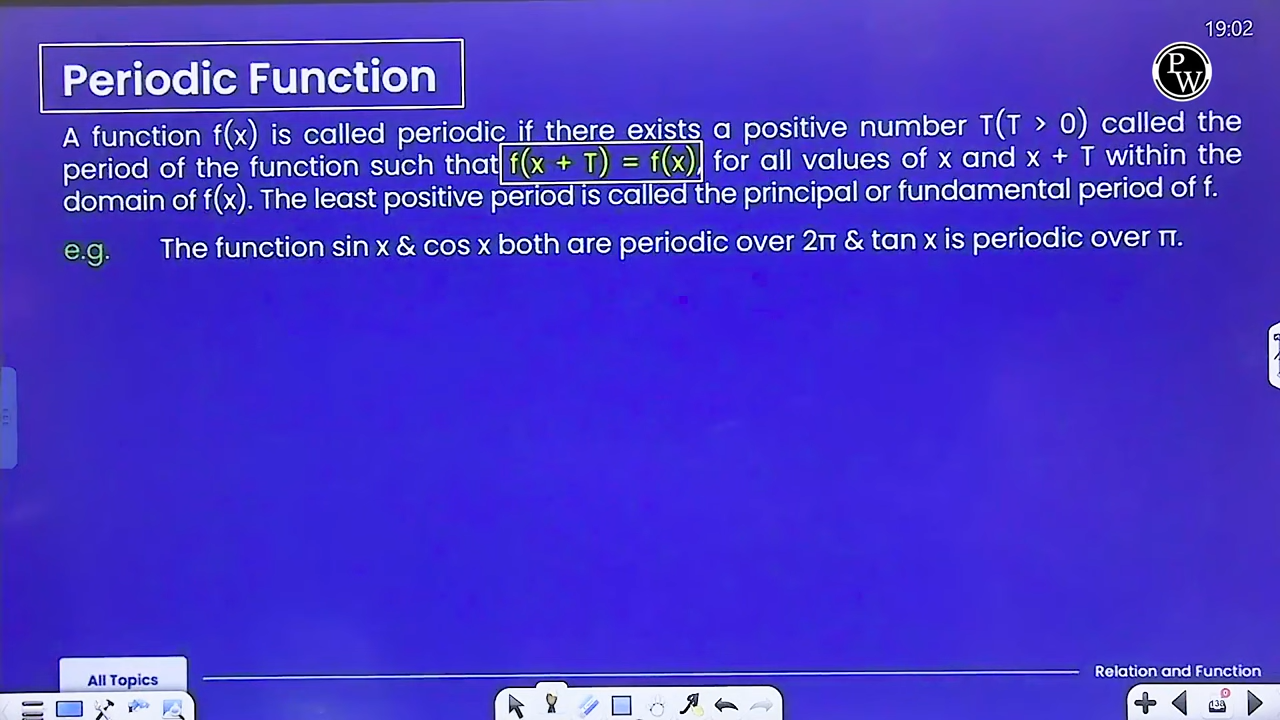 19:02
PW
Periodic Function
A function f(x) is called periodic if there exists a positive number T(T > 0) called the
period of the function such that f(x + T) = f(x), for all values of x and x + T within the
domain of f(x). The least positive period is called the principal or fundamental period of f.
e.g. The function sin x & cos x both are periodic over 2π & tan x is periodic over π.
All Topics
Relation and Function
0
138